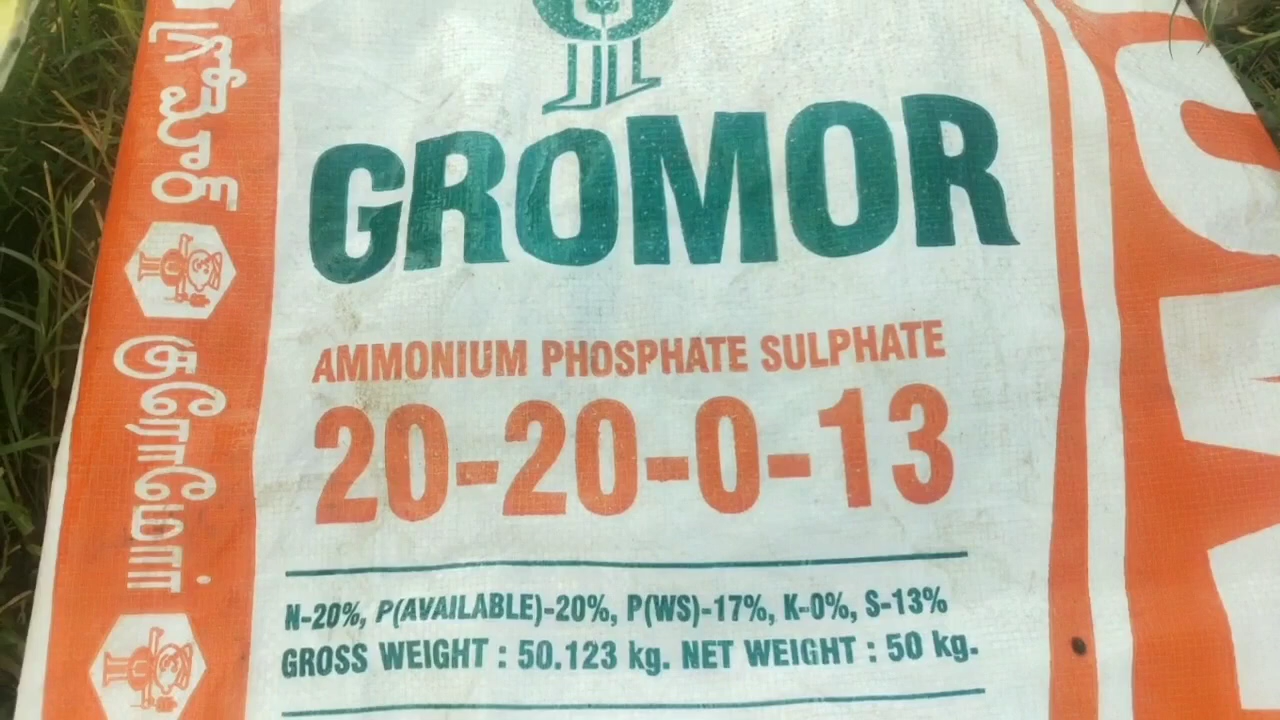 GROMOR
AMMONIUM PHOSPHATE SULPHATE
20-20-0-13
N-20%, P(AVAILABLE)-20%, P(WS)-17%, K-0%, S-13%
GROSS WEIGHT : 50.123 kg. NET WEIGHT : 50 kg.
குரோமோர்